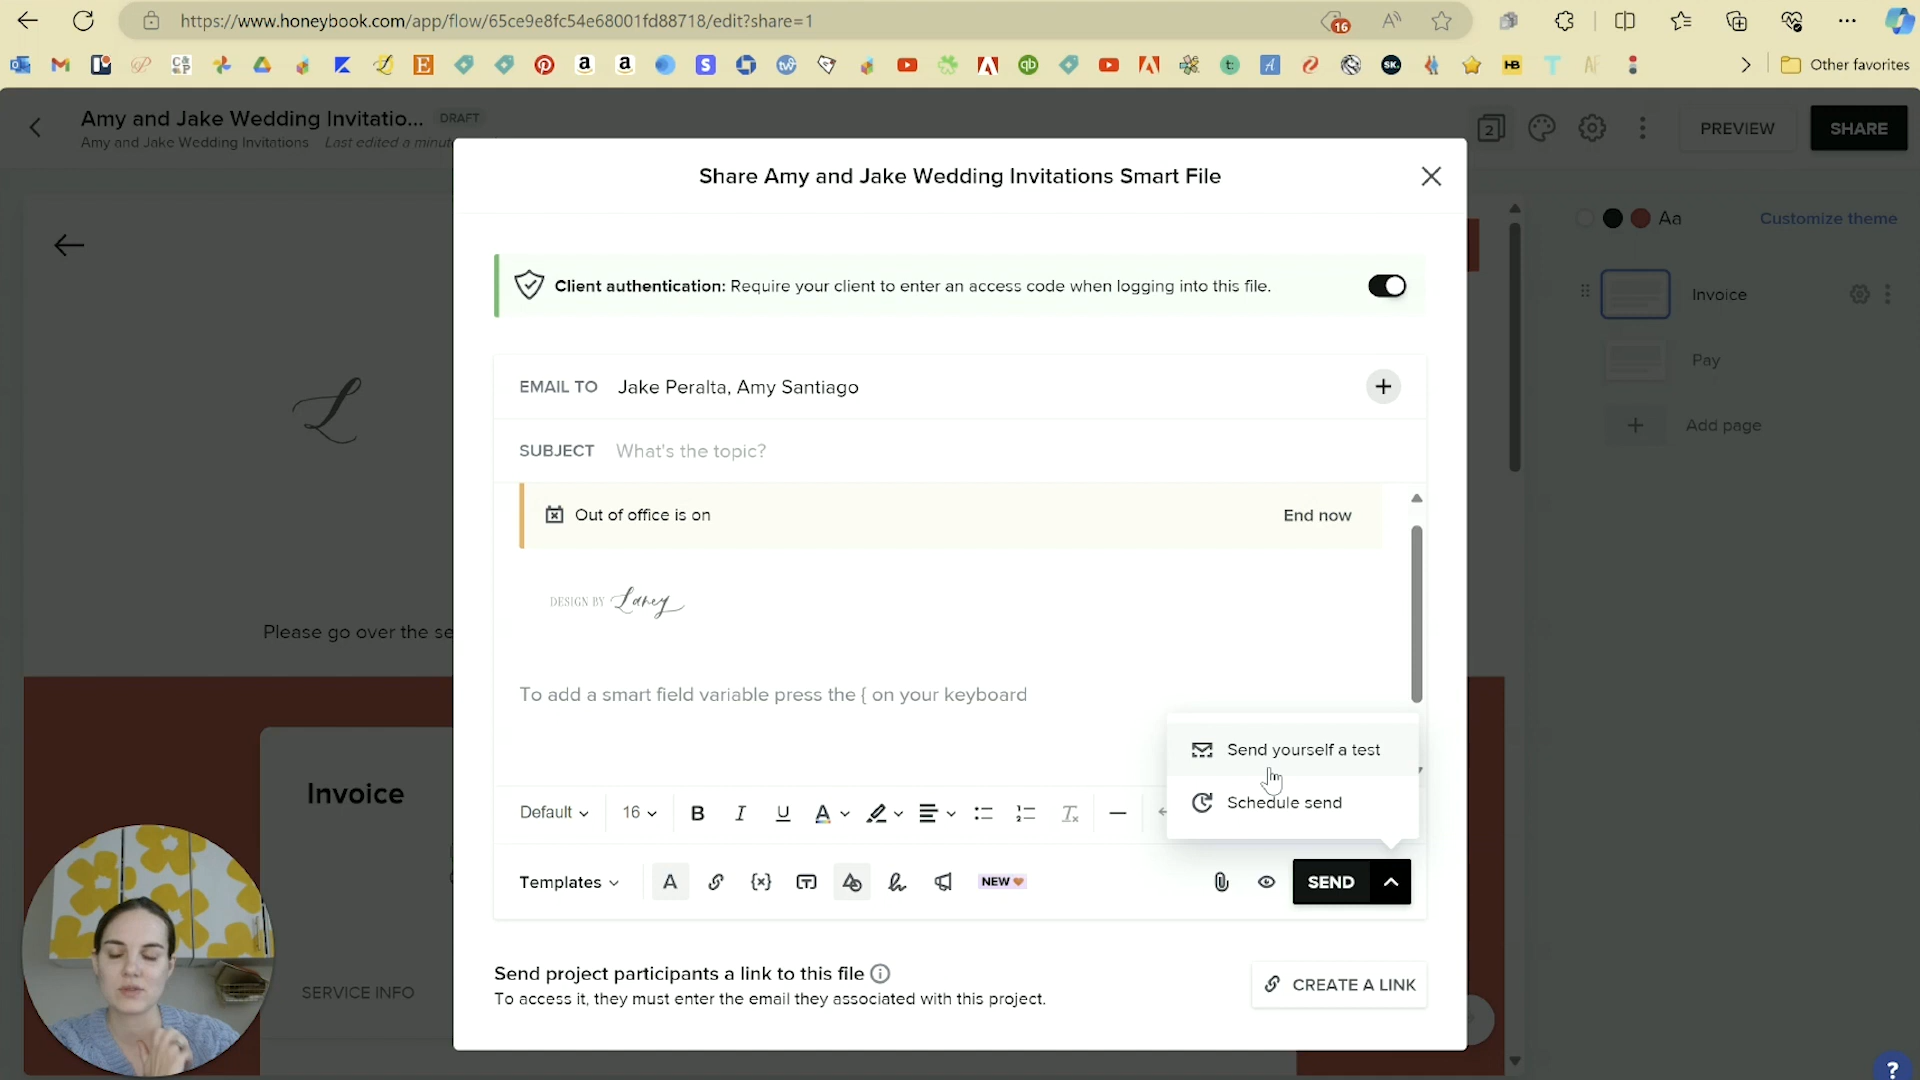 https://www.honeybook.com/app/flow/65ce9e8fc54e68001fd88718/edit?share=1
16
Other favorites
Amy and Jake Wedding Invitatio...
DRAFT
Amy and Jake Wedding Invitations
2
PREVIEW
SHARE
Share Amy and Jake Wedding Invitations Smart File
Aa
Customize theme
Client authentication: Require your client to enter an access code when logging into this file.
Invoice
Pay
EMAIL TO
Jake Peralta, Amy Santiago
Add page
SUBJECT
What's the topic?
Out of office is on
End now
DESIGN BY Laney
Please go over the se
To add a smart field variable press the { on your keyboard
Send yourself a test
Invoice
Schedule send
Default
16
B
I
U
A
Templates
A
NEW
SEND
Send project participants a link to this file
CREATE A LINK
SERVICE INFO
To access it, they must enter the email they associated with this project.
?